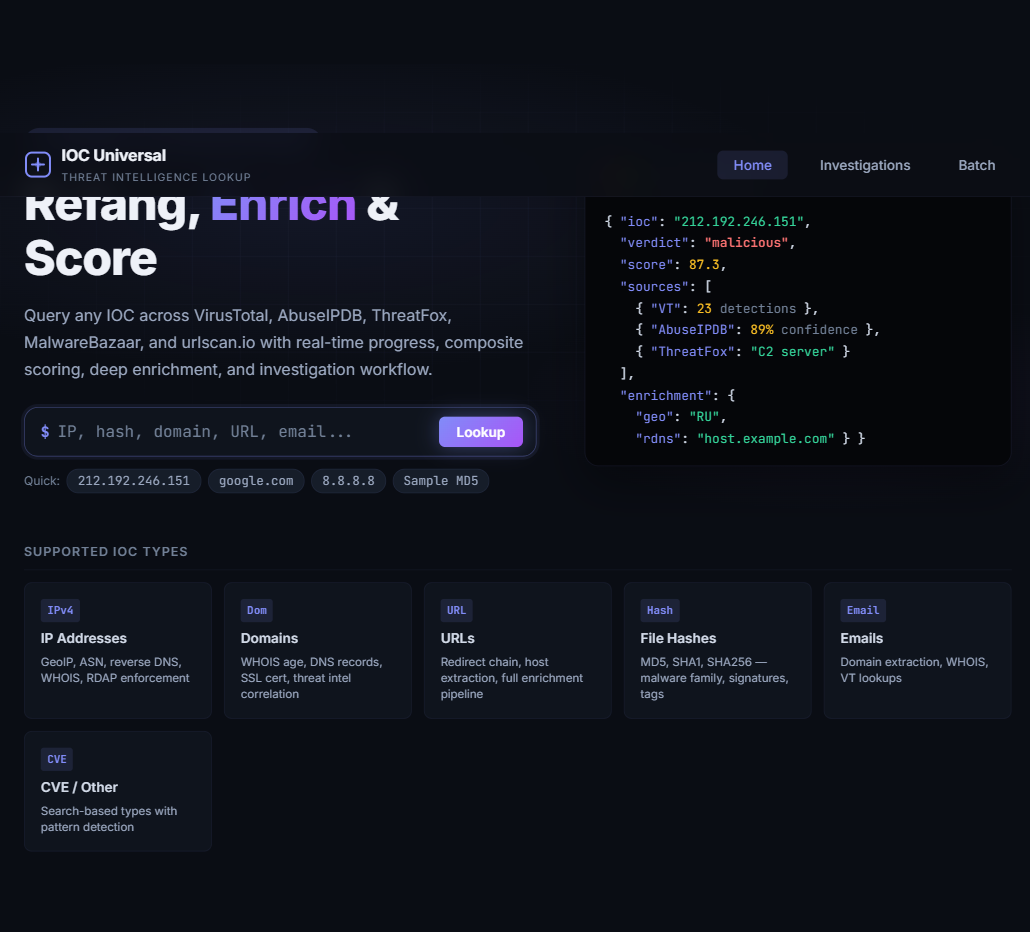 IOC Universal
THREAT INTELLIGENCE LOOKUP
Home
Investigations
Batch
Refang, Enrich &
Score
Query any IOC across VirusTotal, AbuseIPDB, ThreatFox,
MalwareBazaar, and urlscan.io with real-time progress, composite
scoring, deep enrichment, and investigation workflow.
$ IP, hash, domain, URL, email...
Lookup
Quick:
212.192.246.151
google.com
8.8.8.8
Sample MD5
{ "ioc": "212.192.246.151",
"verdict": "malicious",
"score": 87.3,
"sources": [
{ "VT": 23 detections },
{ "AbuseIPDB": 89% confidence },
{ "ThreatFox": "C2 server" }
],
"enrichment": {
"geo": "RU",
"rdns": "host.example.com" } }
SUPPORTED IOC TYPES
IPv4
IP Addresses
GeoIP, ASN, reverse DNS,
WHOIS, RDAP enforcement
Dom
Domains
WHOIS age, DNS records,
SSL cert, threat intel
correlation
URL
URLs
Redirect chain, host
extraction, full enrichment
pipeline
Hash
File Hashes
MD5, SHA1, SHA256 —
malware family, signatures,
tags
Email
Emails
Domain extraction, WHOIS,
VT lookups
CVE
CVE / Other
Search-based types with
pattern detection